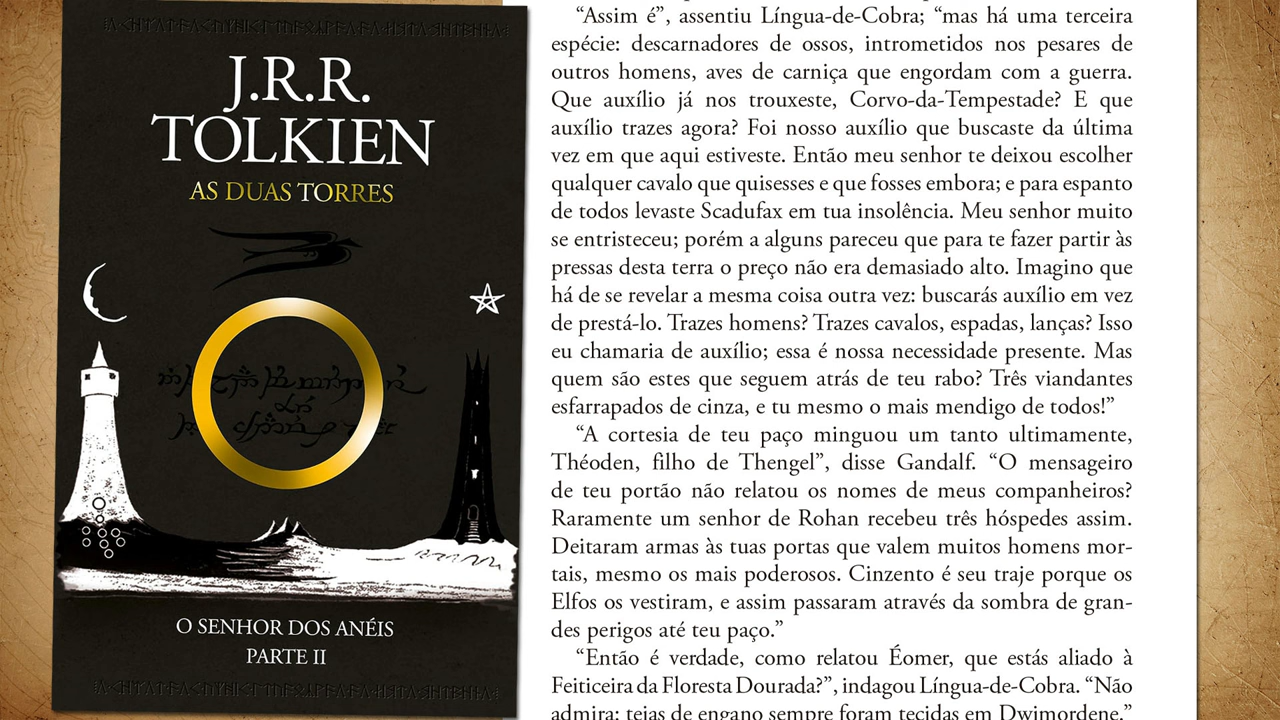 J.R.R.
TOLKIEN
AS DUAS TORRES
O SENHOR DOS ANÉIS
PARTE II
“Assim é”, assentiu Língua-de-Cobra; “mas há uma terceira
espécie: descarnadores de ossos, intrometidos nos pesares de
outros homens, aves de carniça que engordam com a guerra.
Que auxílio já nos trouxeste, Corvo-da-Tempestade? E que
auxílio trazes agora? Foi nosso auxílio que buscaste da última
vez em que aqui estiveste. Então meu senhor te deixou escolher
qualquer cavalo que quisesses e que fosses embora; e para espanto
de todos levaste Scadufax em tua insolência. Meu senhor muito
se entristeceu; porém a alguns pareceu que para te fazer partir às
pressas desta terra o preço não era demasiado alto. Imagino que
há de se revelar a mesma coisa outra vez: buscarás auxílio em vez
de prestá-lo. Trazes homens? Trazes cavalos, espadas, lanças? Isso
eu chamaria de auxílio; essa é nossa necessidade presente. Mas
quem são estes que seguem atrás de teu rabo? Três viandantes
esfarrapados de cinza, e tu mesmo o mais mendigo de todos!”
“A cortesia de teu paço minguou um tanto ultimamente,
Théoden, filho de Thengel”, disse Gandalf. “O mensageiro
de teu portão não relatou os nomes de meus companheiros?
Raramente um senhor de Rohan recebeu três hóspedes assim.
Deitaram armas às tuas portas que valem muitos homens mor-
tais, mesmo os mais poderosos. Cinzento é seu traje porque os
Elfos os vestiram, e assim passaram através da sombra de gran-
des perigos até teu paço.”
“Então é verdade, como relatou Éomer, que estás aliado à
Feiticeira da Floresta Dourada?”, indagou Língua-de-Cobra. “Não
admira: teias de engano sempre foram tecidas em Dwimordene.”